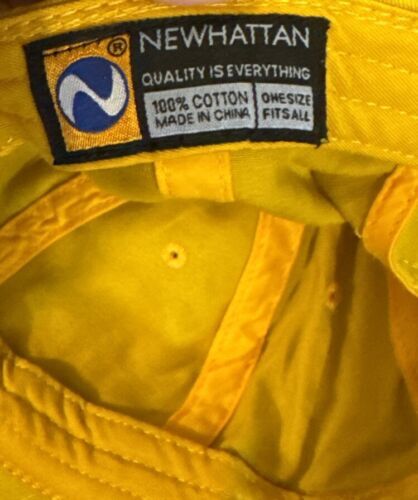 ®
NEWHATTAN
QUALITY IS EVERYTHING
100% COTTON
MADE IN CHINA
ONE SIZE
FITS ALL